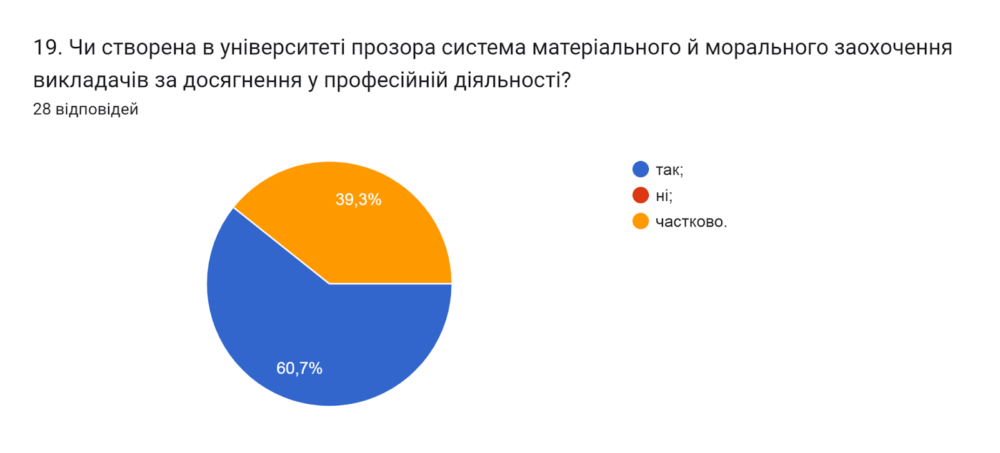 19. Чи створена в університеті прозора система матеріального й морального заохочення
викладачів за досягнення у професійній діяльності?
28 відповідей
39,3%
60,7%
так;
ні;
частково.